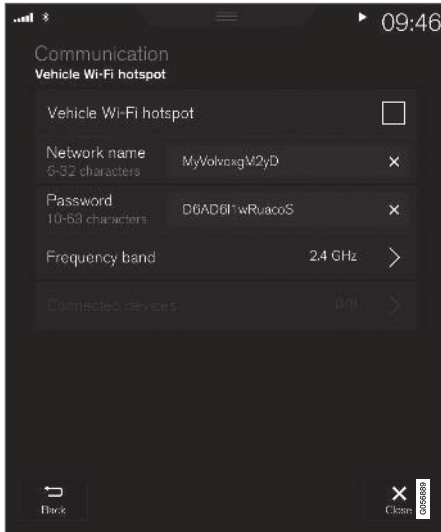 09:46
Communication
Vehicle Wi-Fi hotspot
Vehicle Wi-Fi hotspot
Network name
6-32 characters
MyVolvoxgM2yD
Password
10-63 characters
D6AD6l1wRuacoS
Frequency band
2.4 GHz
Connected devices
Back
Close
G056889